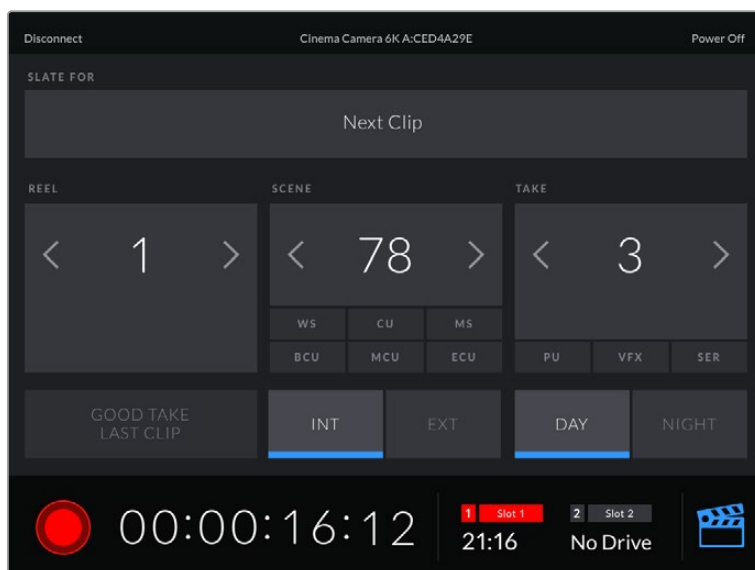 Disconnect Cinema Camera 6K A:CED4A29E Power Off
SLATE FOR
Next Clip
REEL SCENE TAKE
< 1 > < 78 > < 3 >
WS CU MS
BCU MCU ECU PU VFX SER
GOOD TAKE
LAST CLIP
INT EXT DAY NIGHT
00:00:16:12
1 Slot 1 2 Slot 2
21:16 No Drive